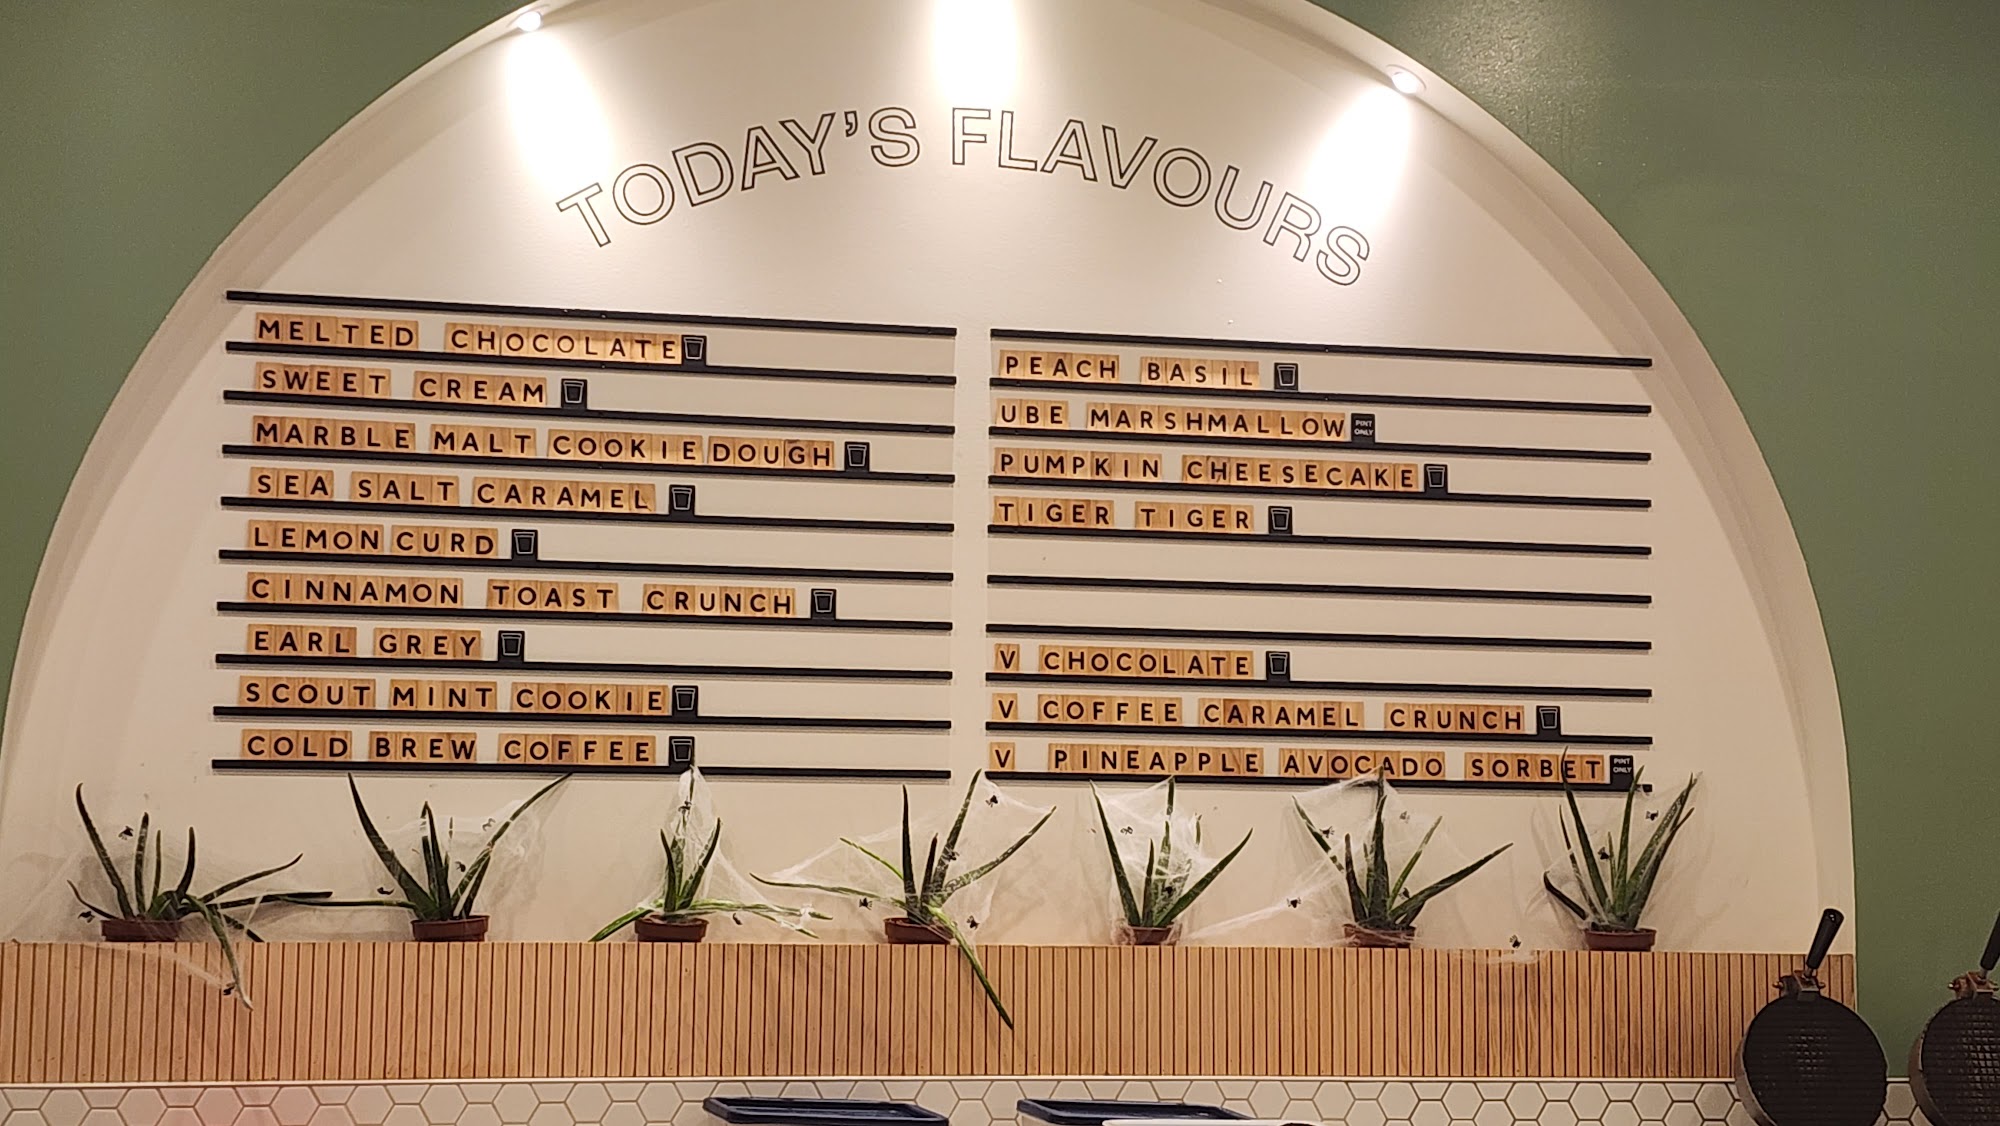 TODAY'S FLAVOURS
MELTED CHOCOLATE
SWEET CREAM
MARBLE MALT COOKIE DOUGH
SEA SALT CARAMEL
LEMON CURD
CINNAMON TOAST CRUNCH
EARL GREY
SCOUT MINT COOKIE
COLD BREW COFFEE
PEACH BASIL
UBE MARSHMALLOW PINT
ONLY
PUMPKIN CHEESECAKE
TIGER TIGER
V CHOCOLATE
V COFFEE CARAMEL CRUNCH
V PINEAPPLE AVOCADO SORBET PINT
ONLY